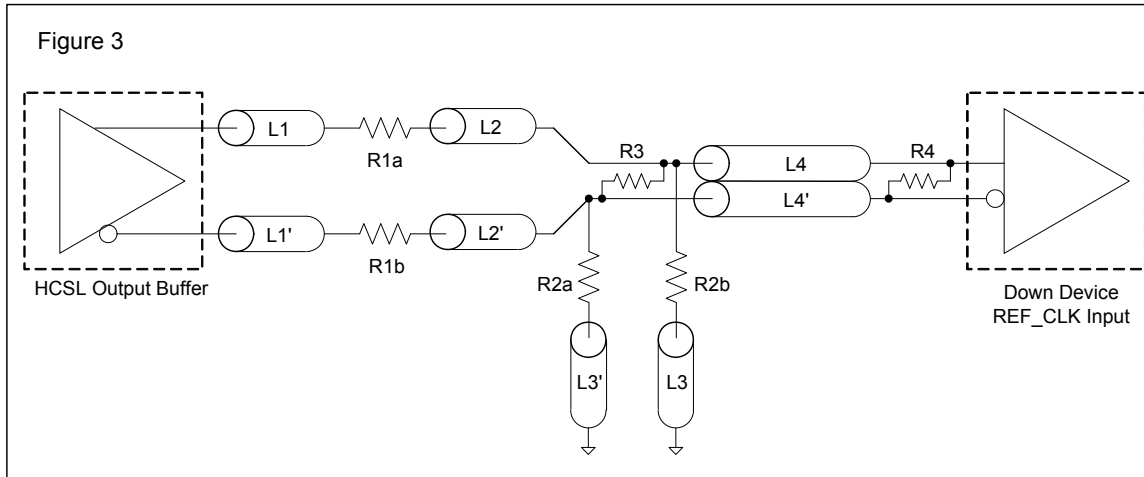 Figure 3
L1
R1a
L2
R3
L4
R4
L4'
L1'
R1b
L2'
HCSL Output Buffer
R2a
R2b
Down Device
REF_CLK Input
L3'
L3